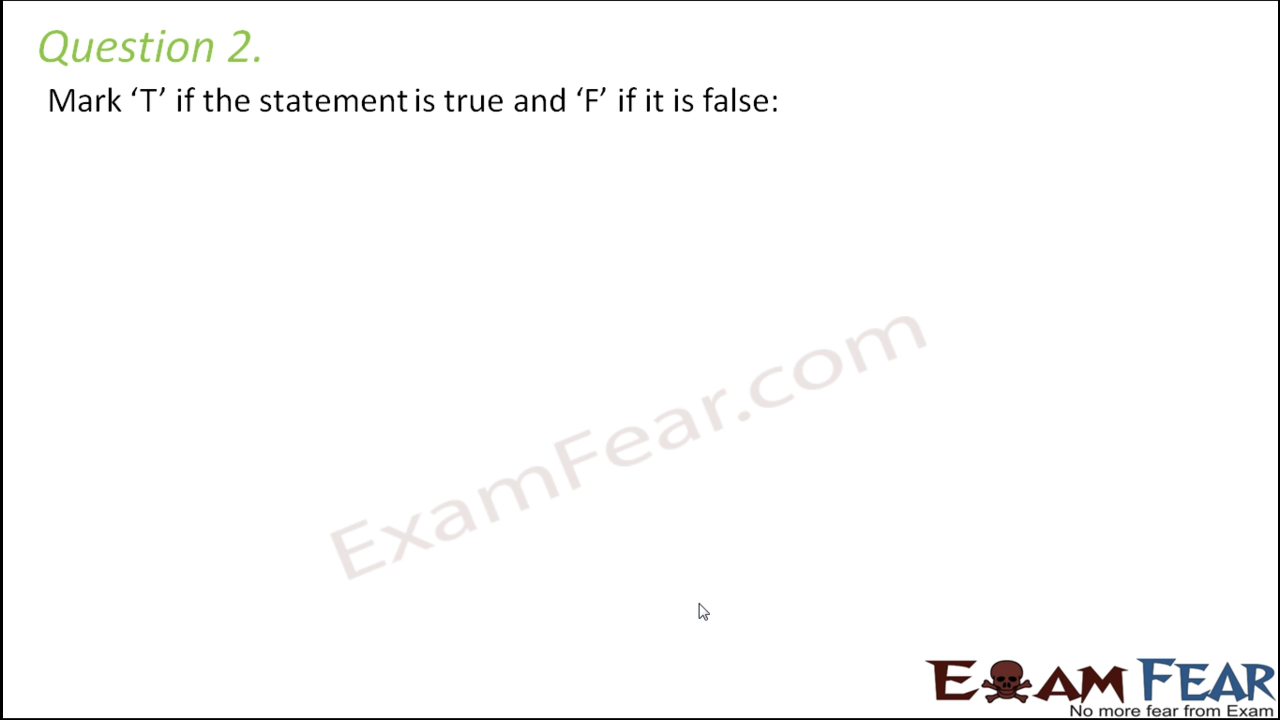 Question 2.
Mark ‘T’ if the statement is true and ‘F’ if it is false:
ExamFear.com
EXAM FEAR
No more fear from Exam